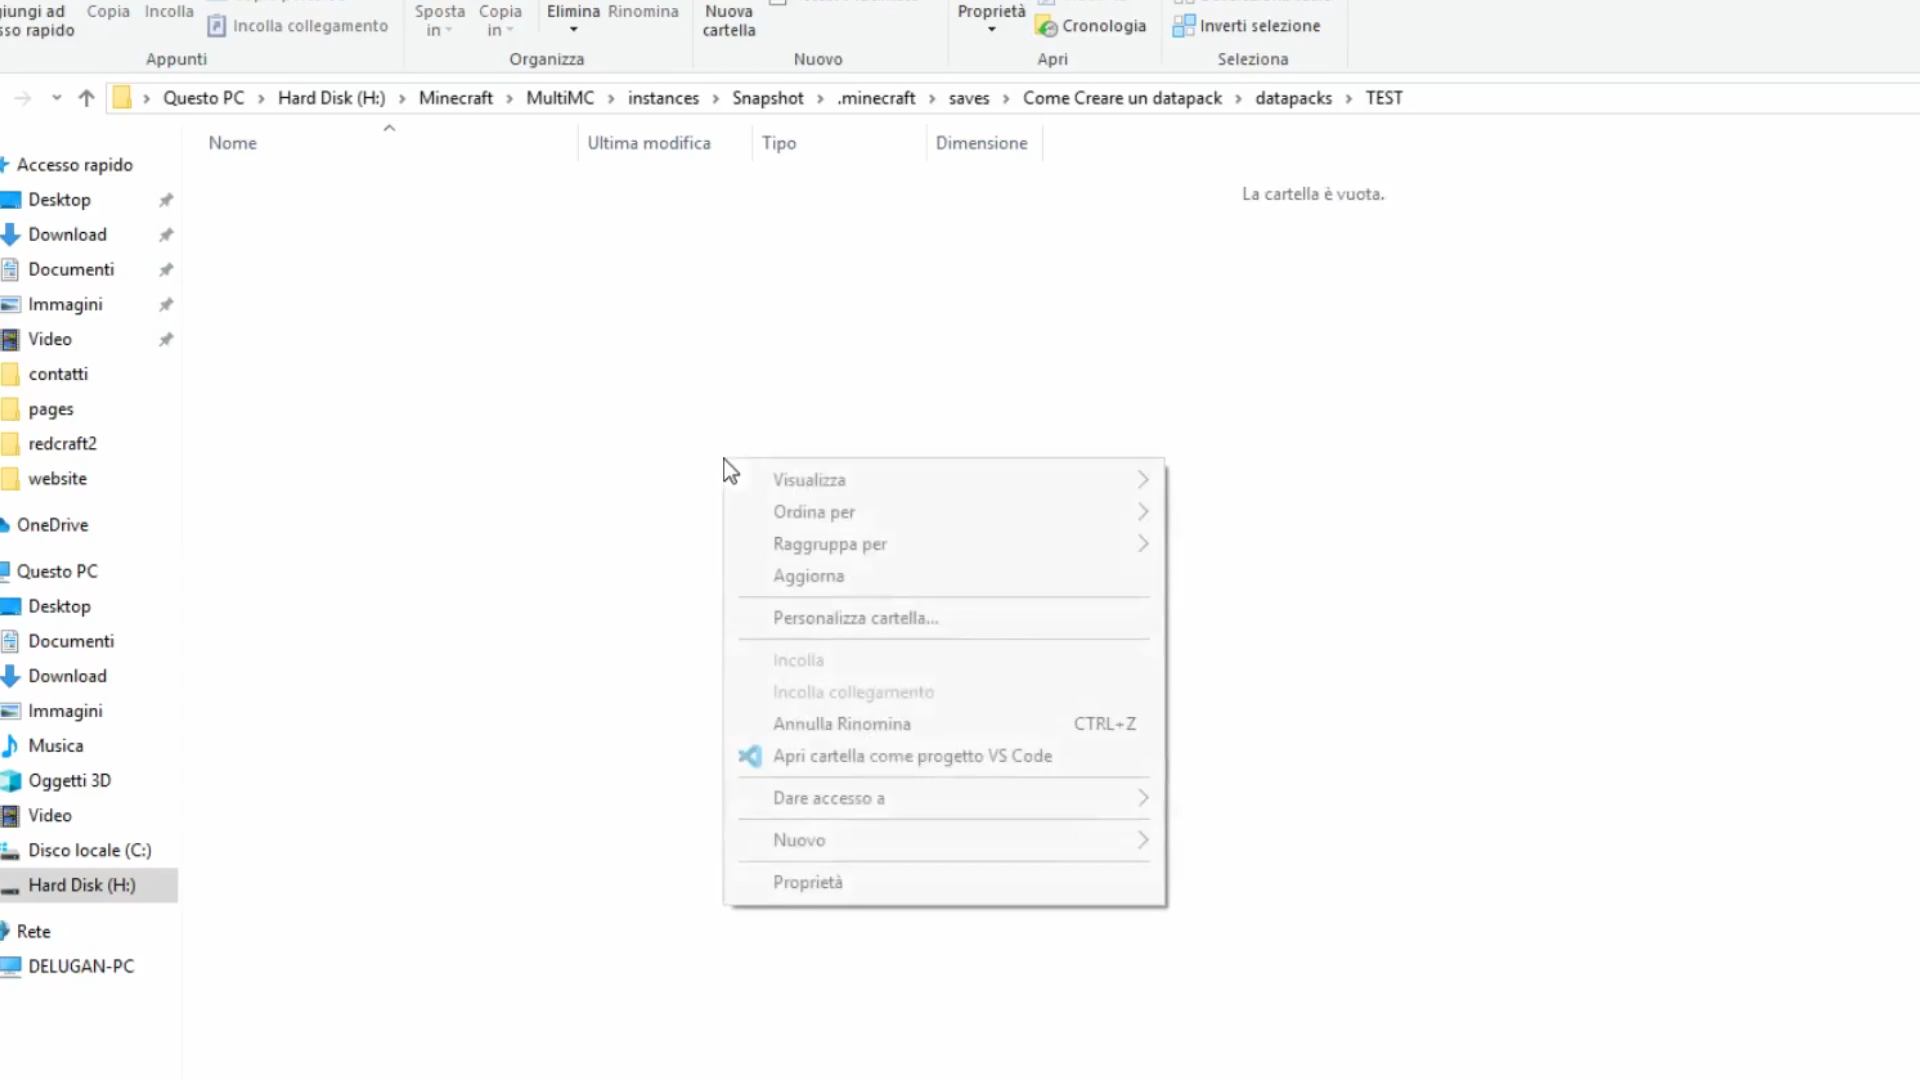 giungi ad
sso rapido
Copia
Incolla
Incolla collegamento
Appunti
Sposta
in
Copia
in
Elimina
Rinomina
Organizza
Nuova
cartella
Nuovo
Proprietà
Cronologia
Apri
Inverti selezione
Seleziona
Questo PC > Hard Disk (H:) > Minecraft > MultiMC > instances > Snapshot > .minecraft > saves > Come Creare un datapack > datapacks > TEST
Nome
Ultima modifica
Tipo
Dimensione
La cartella è vuota.
Accesso rapido
Desktop
Download
Documenti
Immagini
Video
contatti
pages
redcraft2
website
OneDrive
Questo PC
Desktop
Documenti
Download
Immagini
Musica
Oggetti 3D
Video
Disco locale (C:)
Hard Disk (H:)
Rete
DELUGAN-PC
Visualizza
Ordina per
Raggruppa per
Aggiorna
Personalizza cartella...
Incolla
Incolla collegamento
Annulla Rinomina CTRL+Z
Apri cartella come progetto VS Code
Dare accesso a
Nuovo
Proprietà